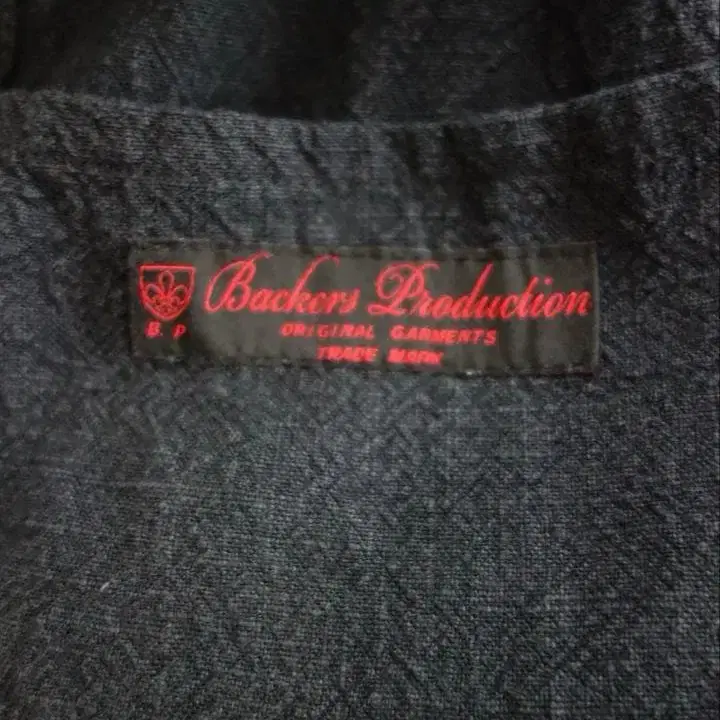 Backers Production
B. P
ORIGINAL GARMENTS
TRADE MARK